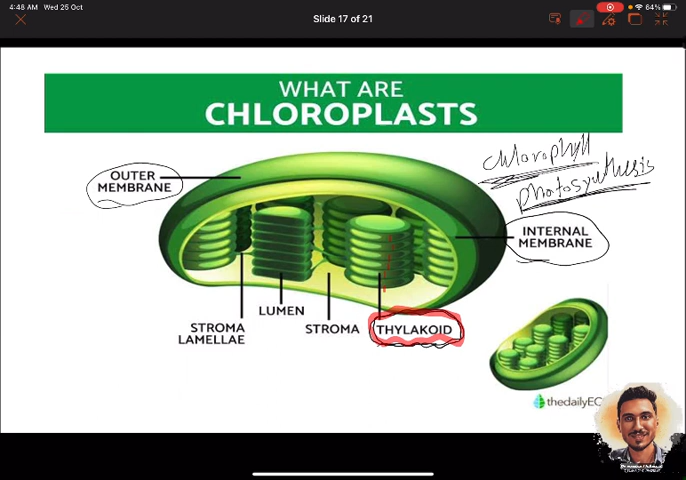 4:48 AM Wed 25 Oct
64%
Slide 17 of 21
WHAT ARE
CHLOROPLASTS
chlorophyll
photosynthesis
OUTER
MEMBRANE
INTERNAL
MEMBRANE
LUMEN
STROMA
LAMELLAE
STROMA
THYLAKOID
thedailyEC